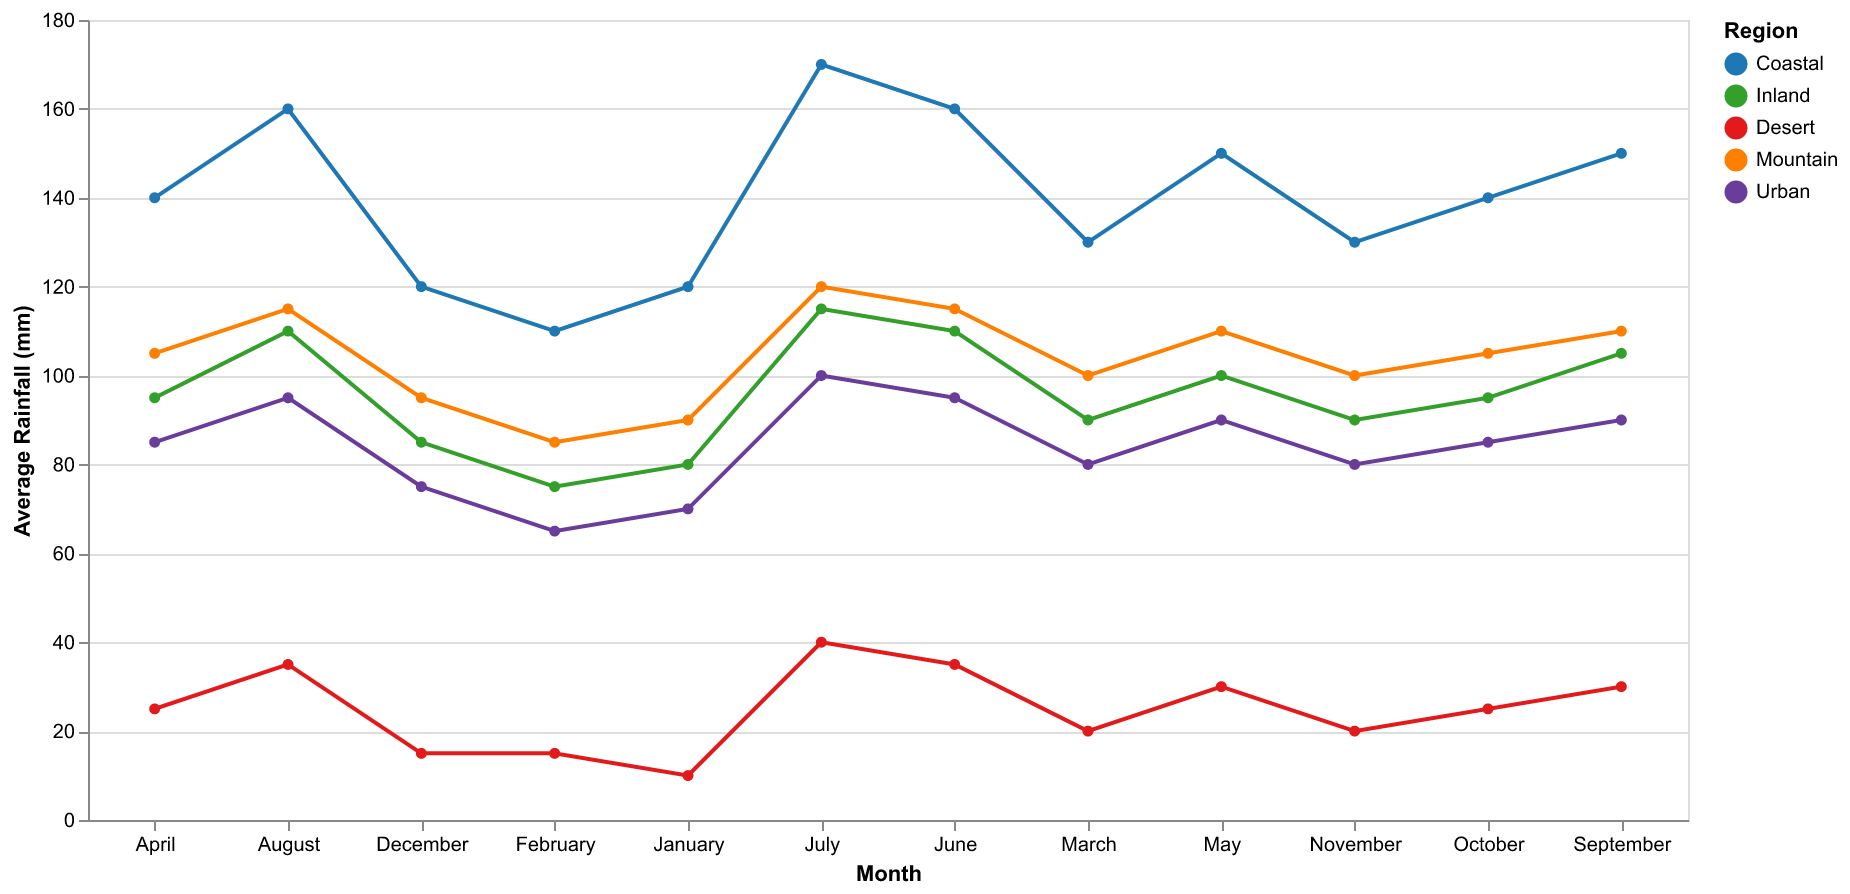 180
160
140
120
100
80
60
40
20
0
Average Rainfall (mm)
April August December February January July June March May November October September
Month
Region
Coastal
Inland
Desert
Mountain
Urban